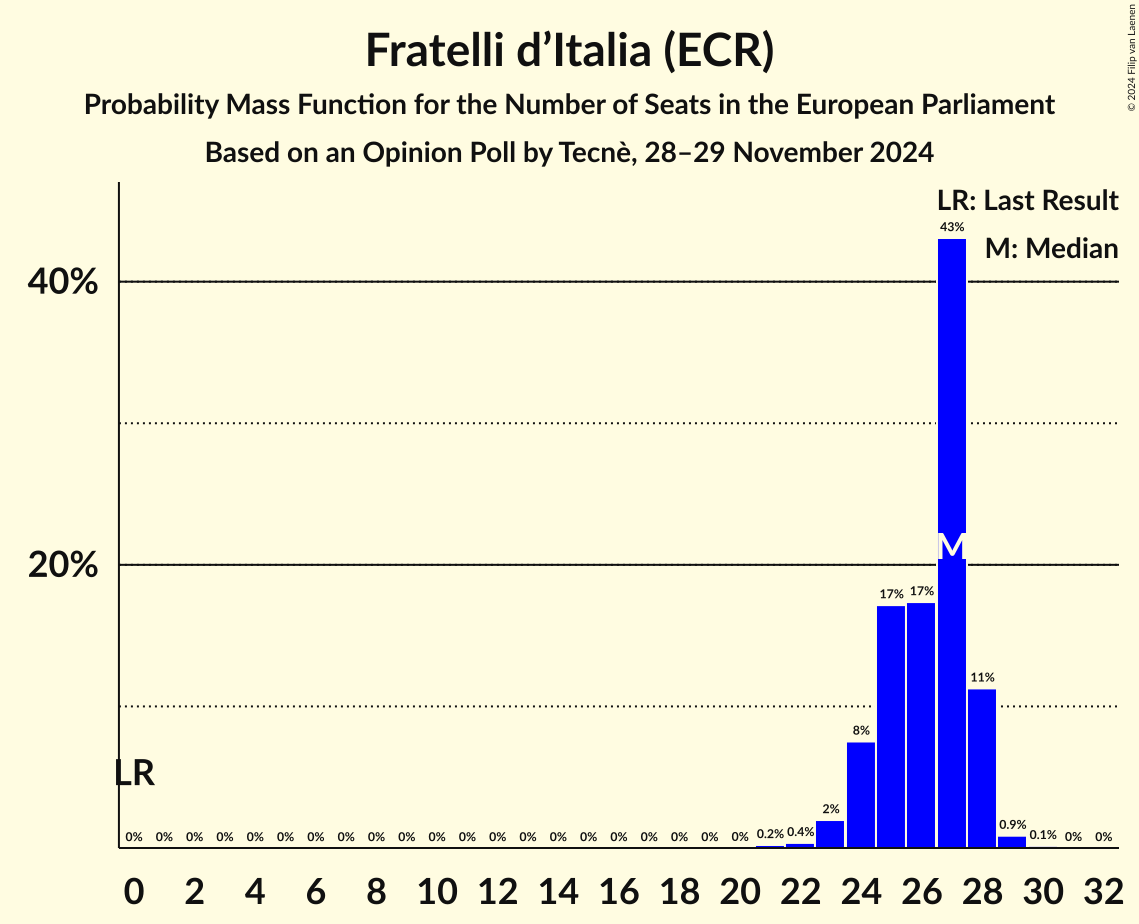 Fratelli d’Italia (ECR)
Probability Mass Function for the Number of Seats in the European Parliament
Based on an Opinion Poll by Tecnè, 28–29 November 2024
© 2024 Filip van Laenen
LR: Last Result
M: Median
43%
40%
M
20%
17% 17%
11%
8%
LR
2%
0% 0% 0% 0% 0% 0% 0% 0% 0% 0% 0% 0% 0% 0% 0% 0% 0% 0% 0% 0% 0% 0.2% 0.4% 0.9% 0.1% 0% 0%
0 2 4 6 8 10 12 14 16 18 20 22 24 26 28 30 32